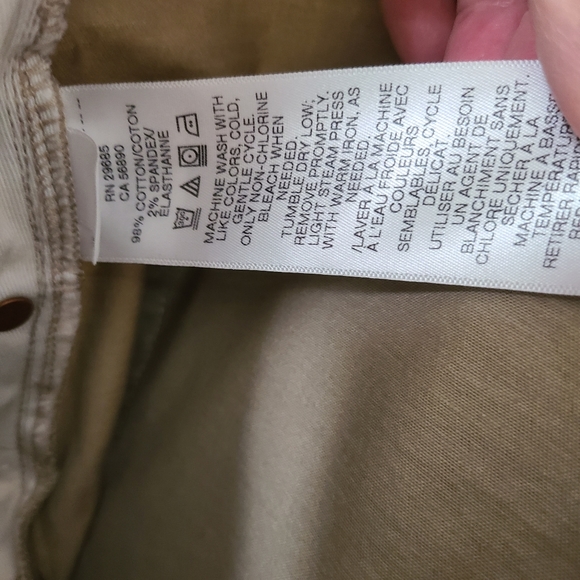 RN 29685
CA 56890
98% COTTON/COTON
2% SPANDEX/
ELASTHANNE
MACHINE WASH WITH
LIKE COLORS, COLD,
GENTLE CYCLE.
ONLY NON-CHLORINE
BLEACH WHEN
NEEDED.
TUMBLE DRY LOW;
REMOVE PROMPTLY.
LIGHT STEAM PRESS
WITH WARM IRON, AS
NEEDED.
/LAVER À LA MACHINE
À L'EAU FROIDE AVEC
COULEURS
SEMBLABLES, CYCLE
DÉLICAT
UTILISER AU BESOIN
UN AGENT DE
BLANCHIMENT SANS
CHLORE UNIQUEMENT.
SÉCHER À LA
MACHINE À BASSE
TEMPÉRAT
RETIRER